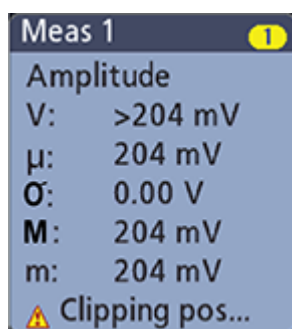 Meas 1 1
Amplitude
V: >204 mV
μ: 204 mV
σ: 0.00 V
M: 204 mV
m: 204 mV
Clipping pos...